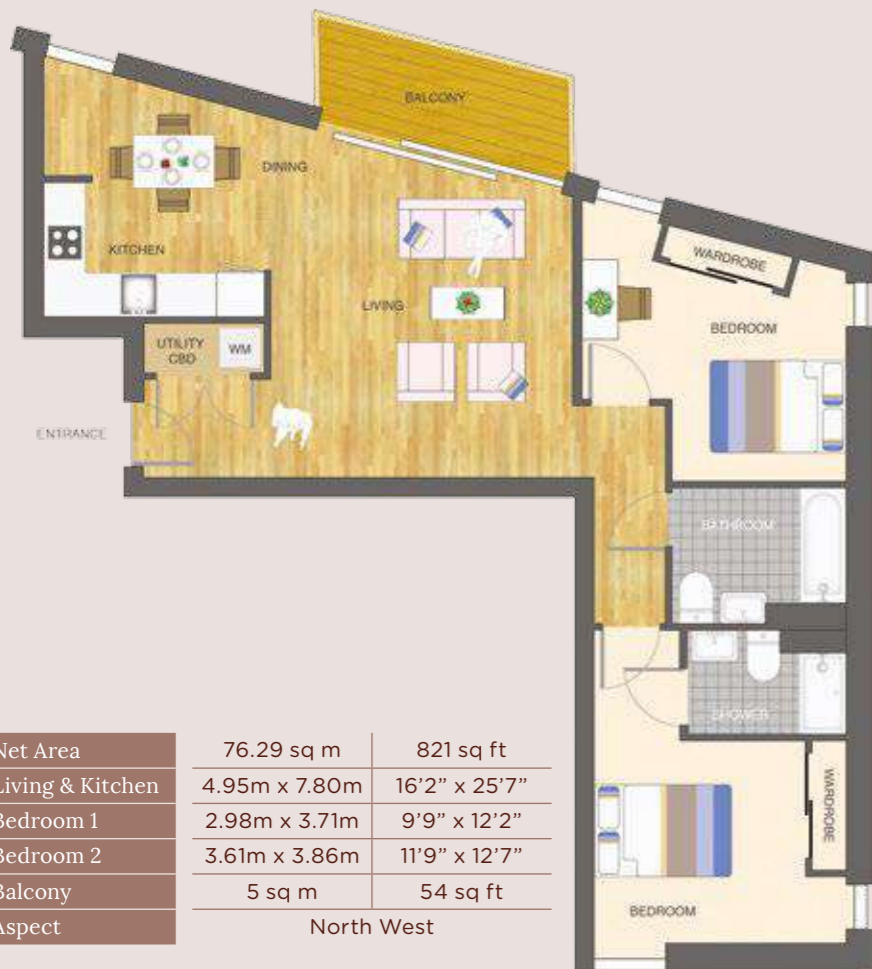 BALCONY
DINING
KITCHEN
LIVING
UTILITY
CBD
WM
ENTRANCE
WARDROBE
BEDROOM
BATHROOM
SHOWER
WARDROBE
BEDROOM
Net Area 76.29 sq m 821 sq ft
Living & Kitchen 4.95m x 7.80m 16’2” x 25’7”
Bedroom 1 2.98m x 3.71m 9’9” x 12’2”
Bedroom 2 3.61m x 3.86m 11’9” x 12’7”
Balcony 5 sq m 54 sq ft
Aspect North West